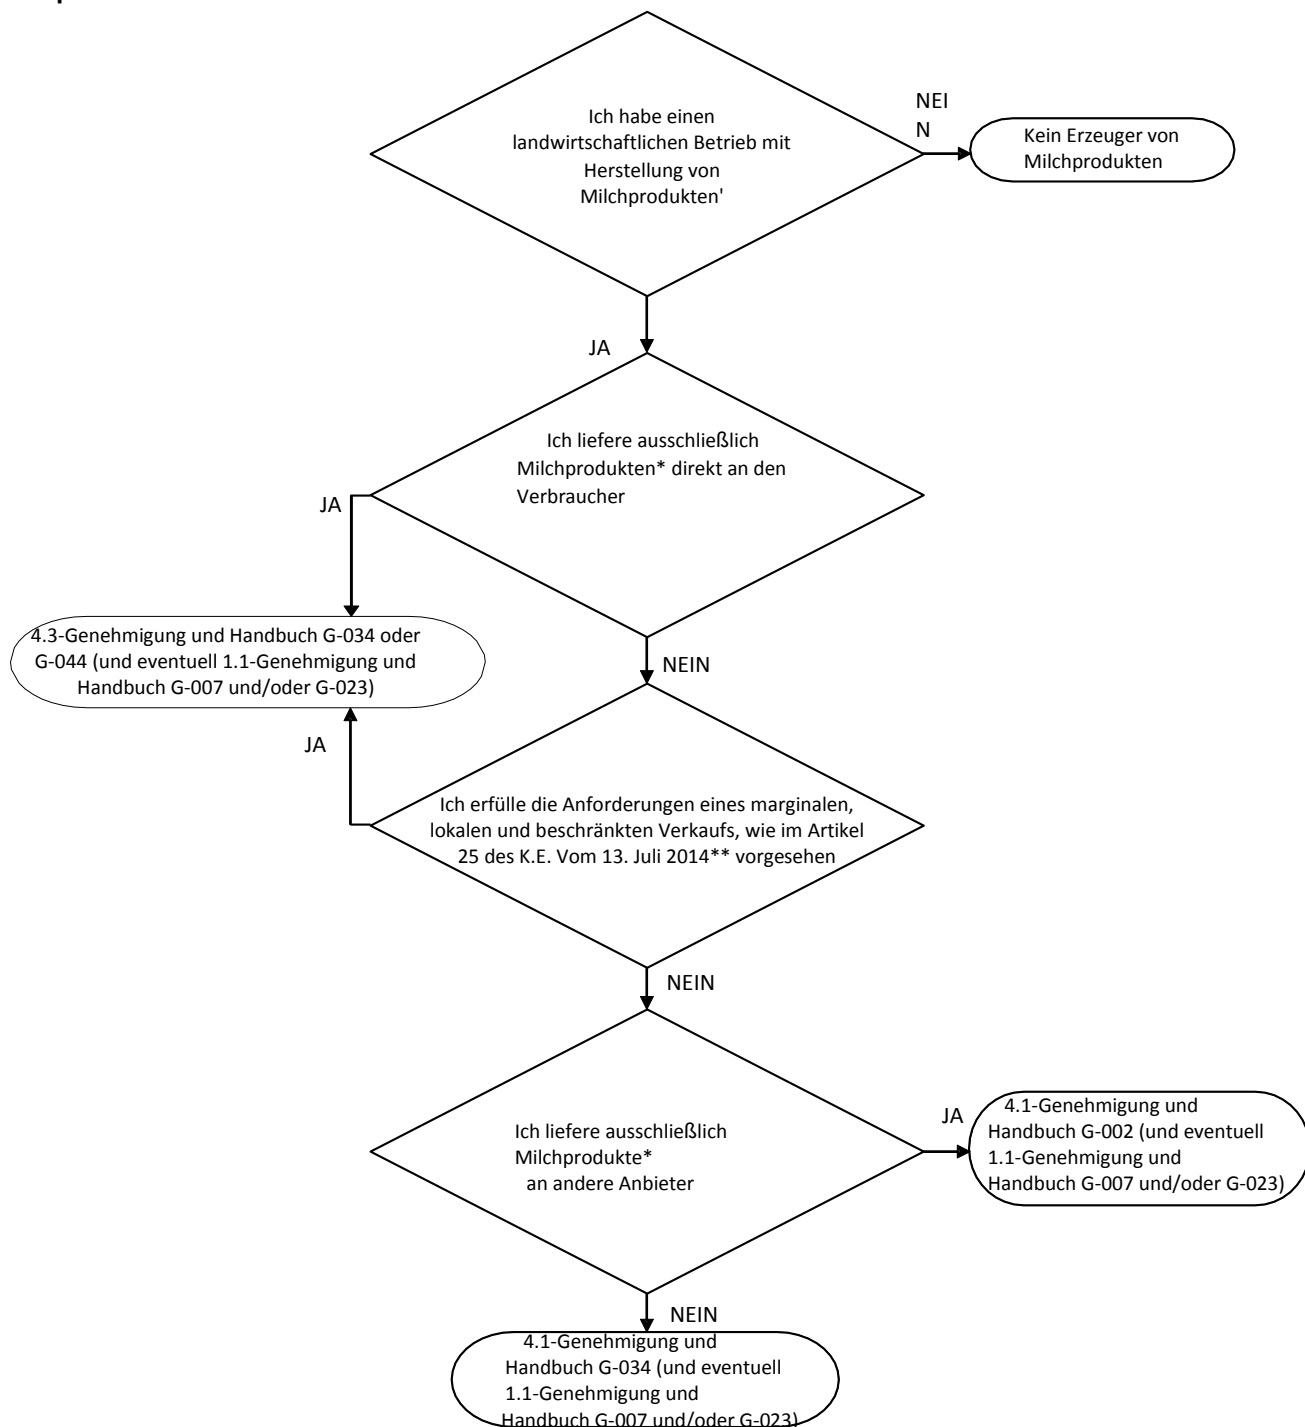 Ich habe einen
landwirtschaftlichen Betrieb mit
Herstellung von
Milchprodukten'
NEI
N
Kein Erzeuger von
Milchprodukten
JA
Ich liefere ausschließlich
Milchprodukten* direkt an den
Verbraucher
JA
4.3-Genehmigung und Handbuch G-034 oder
G-044 (und eventuell 1.1-Genehmigung und
Handbuch G-007 und/oder G-023)
NEIN
JA
Ich erfülle die Anforderungen eines marginalen,
lokalen und beschränkten Verkaufs, wie im Artikel
25 des K.E. Vom 13. Juli 2014** vorgesehen
NEIN
Ich liefere ausschließlich
Milchprodukte*
an andere Anbieter
JA
4.1-Genehmigung und
Handbuch G-002 (und eventuell
1.1-Genehmigung und
Handbuch G-007 und/oder G-023)
NEIN
4.1-Genehmigung und
Handbuch G-034 (und eventuell
1.1-Genehmigung und
Handbuch G-007 und/oder G-023)